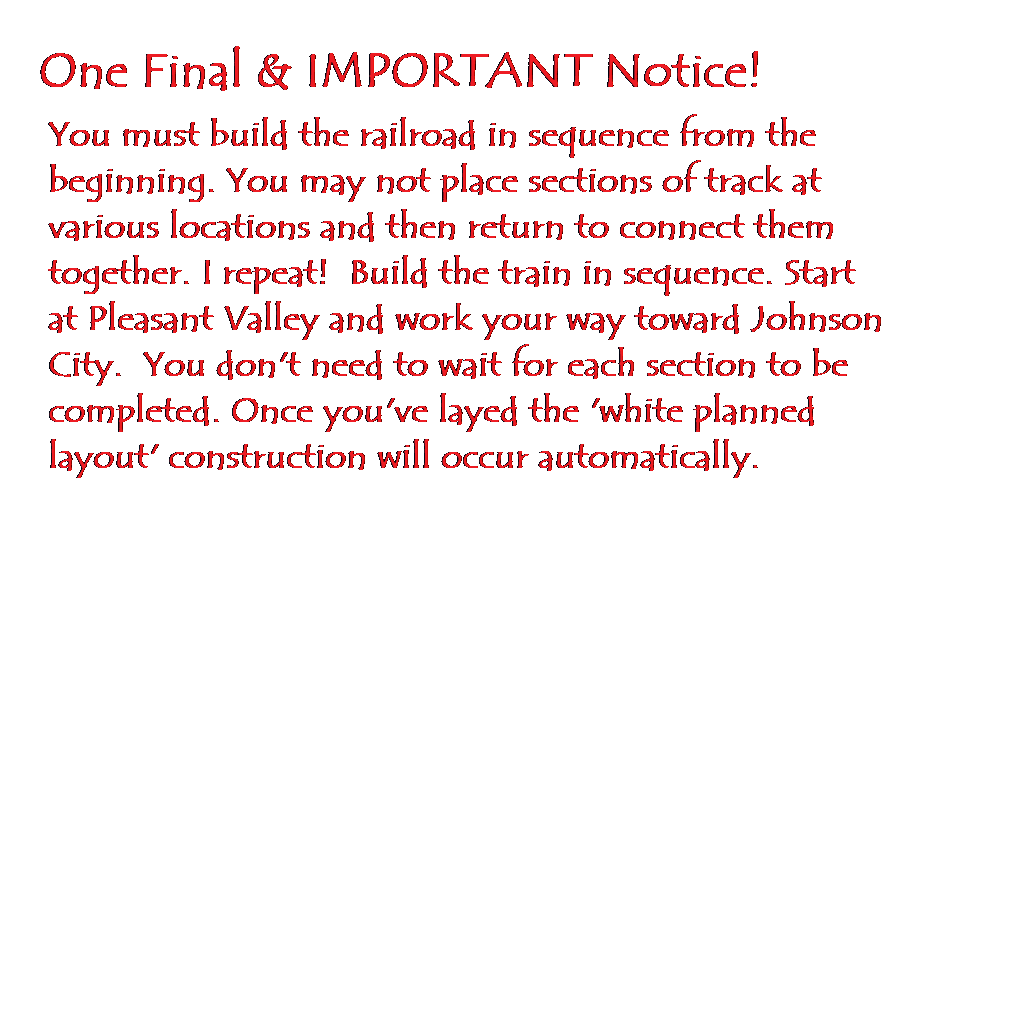 One Final & IMPORTANT Notice!
You must build the railroad in sequence from the
beginning. You may not place sections of track at
various locations and then return to connect them
together. I repeat!  Build the train in sequence. Start
at Pleasant Valley and work your way toward Johnson
City.  You don't need to wait for each section to be
completed. Once you've layed the 'white planned
layout' construction will occur automatically.